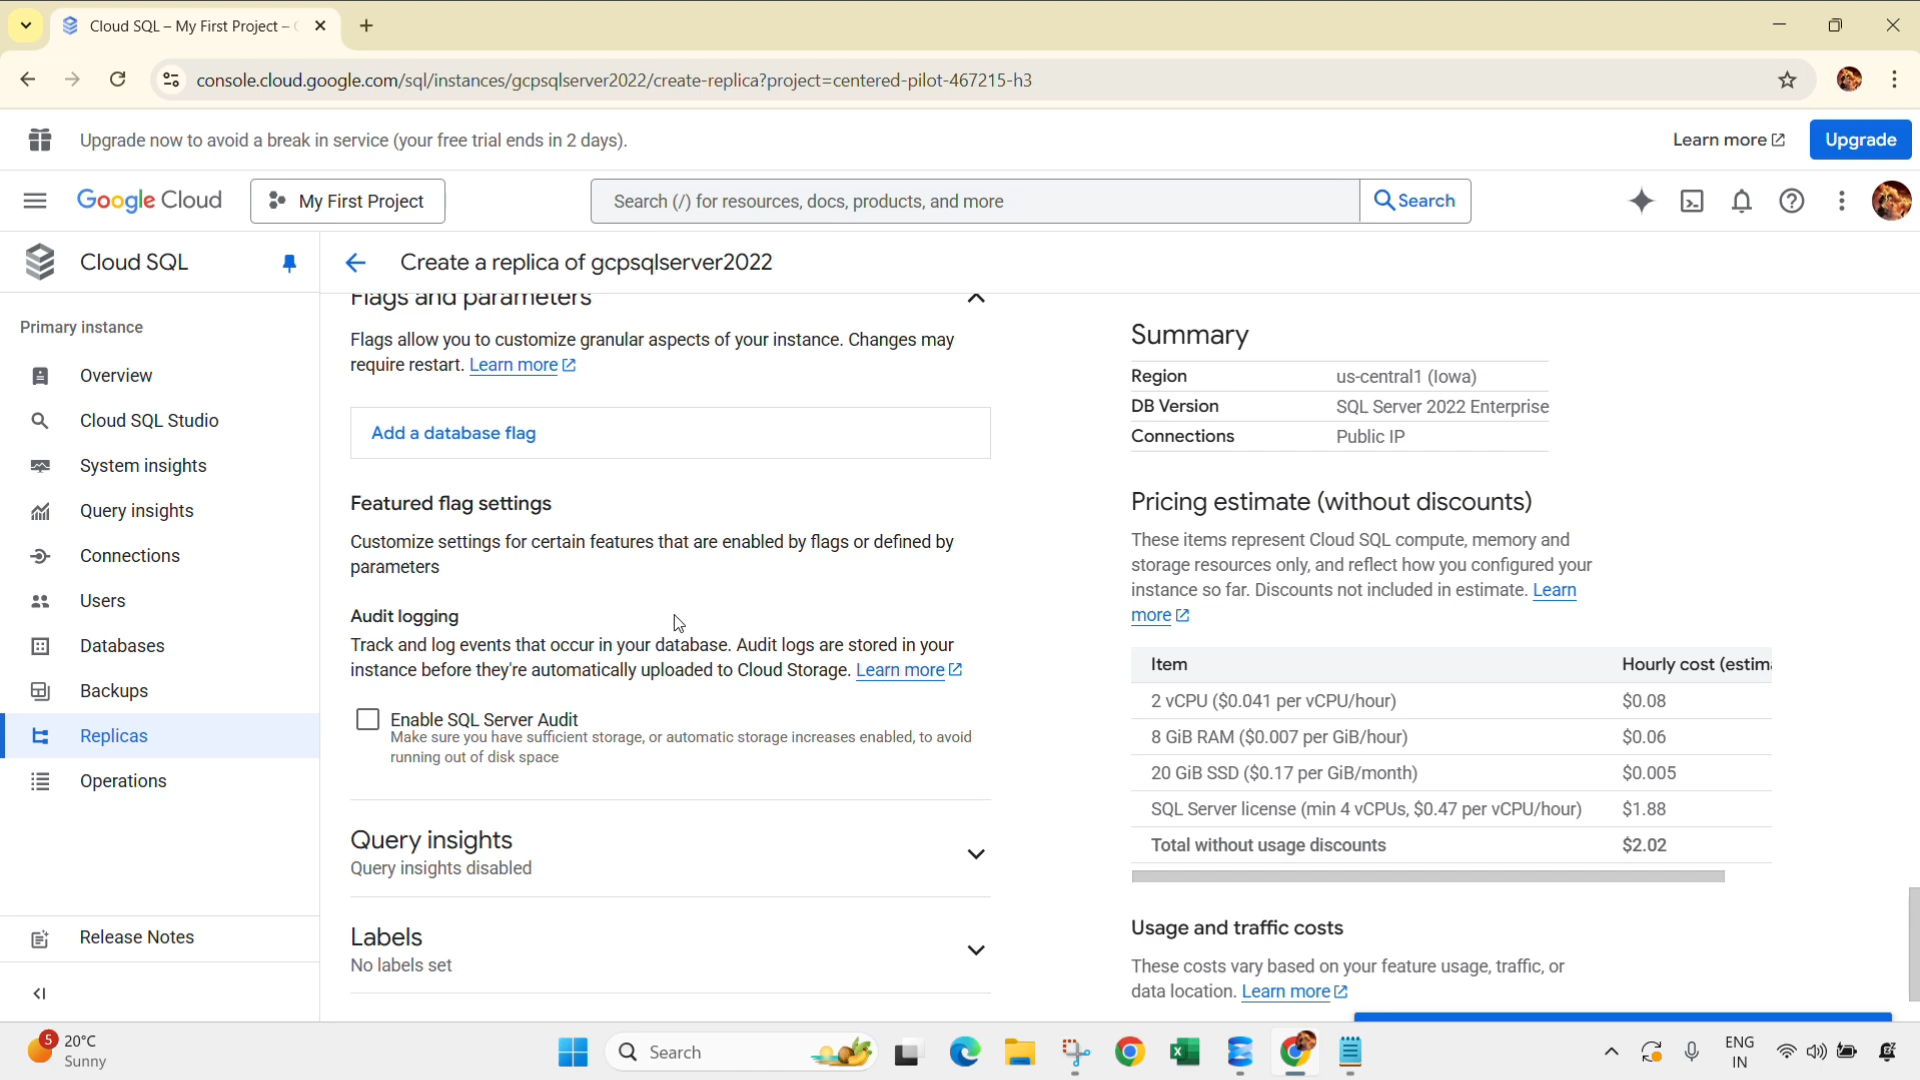 Cloud SQL – My First Project –
console.cloud.google.com/sql/instances/gcpsqlserver2022/create-replica?project=centered-pilot-467215-h3
Upgrade now to avoid a break in service (your free trial ends in 2 days).
Learn more
Upgrade
Google Cloud
My First Project
Search (/) for resources, docs, products, and more
Search
Cloud SQL
Create a replica of gcpsqlserver2022
Primary instance
Overview
Cloud SQL Studio
System insights
Query insights
Connections
Users
Databases
Backups
Replicas
Operations
Release Notes
Flags and parameters
Flags allow you to customize granular aspects of your instance. Changes may
require restart. Learn more
Add a database flag
Featured flag settings
Customize settings for certain features that are enabled by flags or defined by
parameters
Audit logging
Track and log events that occur in your database. Audit logs are stored in your
instance before they're automatically uploaded to Cloud Storage. Learn more
Enable SQL Server Audit
Make sure you have sufficient storage, or automatic storage increases enabled, to avoid
running out of disk space
Query insights
Query insights disabled
Labels
No labels set
Summary
Region us-central1 (Iowa)
DB Version SQL Server 2022 Enterprise
Connections Public IP
Pricing estimate (without discounts)
These items represent Cloud SQL compute, memory and
storage resources only, and reflect how you configured your
instance so far. Discounts not included in estimate. Learn
more
Item Hourly cost (estima
2 vCPU ($0.041 per vCPU/hour) $0.08
8 GiB RAM ($0.007 per GiB/hour) $0.06
20 GiB SSD ($0.17 per GiB/month) $0.005
SQL Server license (min 4 vCPUs, $0.47 per vCPU/hour) $1.88
Total without usage discounts $2.02
Usage and traffic costs
These costs vary based on your feature usage, traffic, or
data location. Learn more
5
20°C
Sunny
Search
ENG
IN